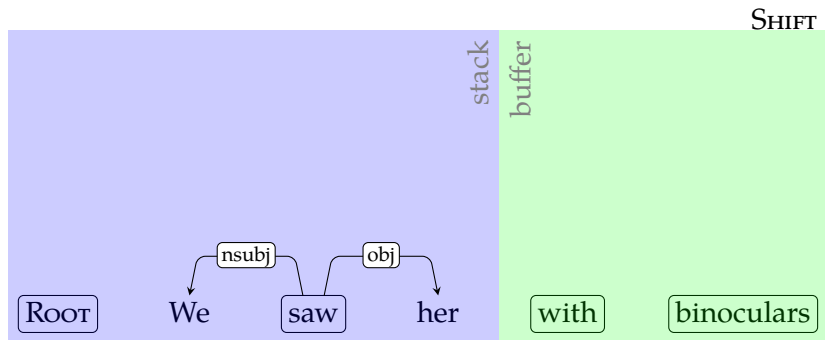 Shift
stack
buffer
nsubj obj
Root We saw her with binoculars